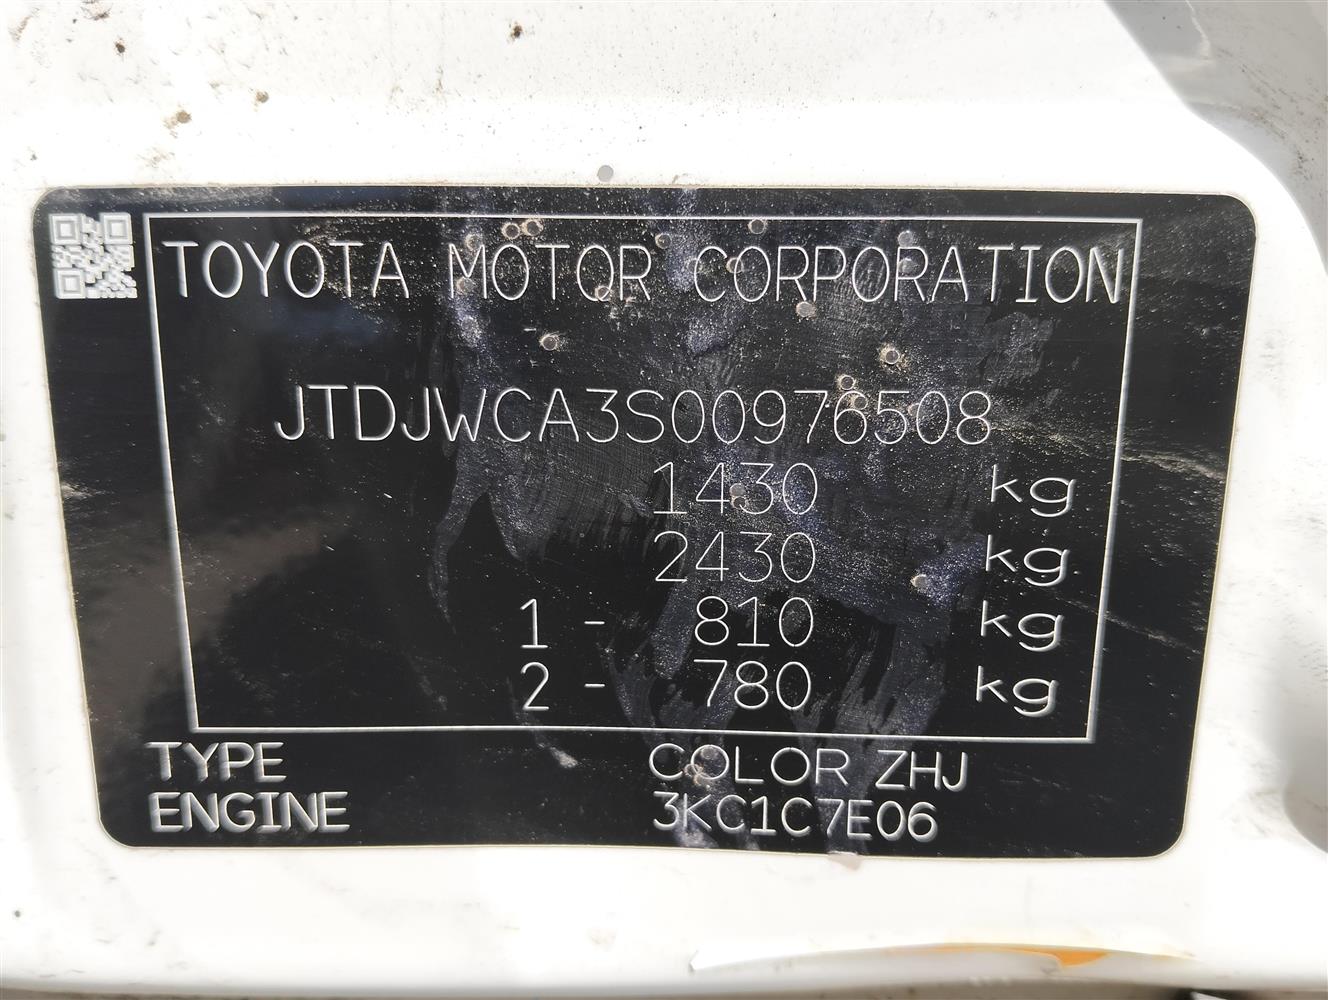 TOYOTA MOTOR CORPORATION
JTDJWCA3S00976508
1430 kg
2430 kg
1 - 810 kg
2 - 780 kg
TYPE COLOR ZHJ
ENGINE 3KC1C7E06